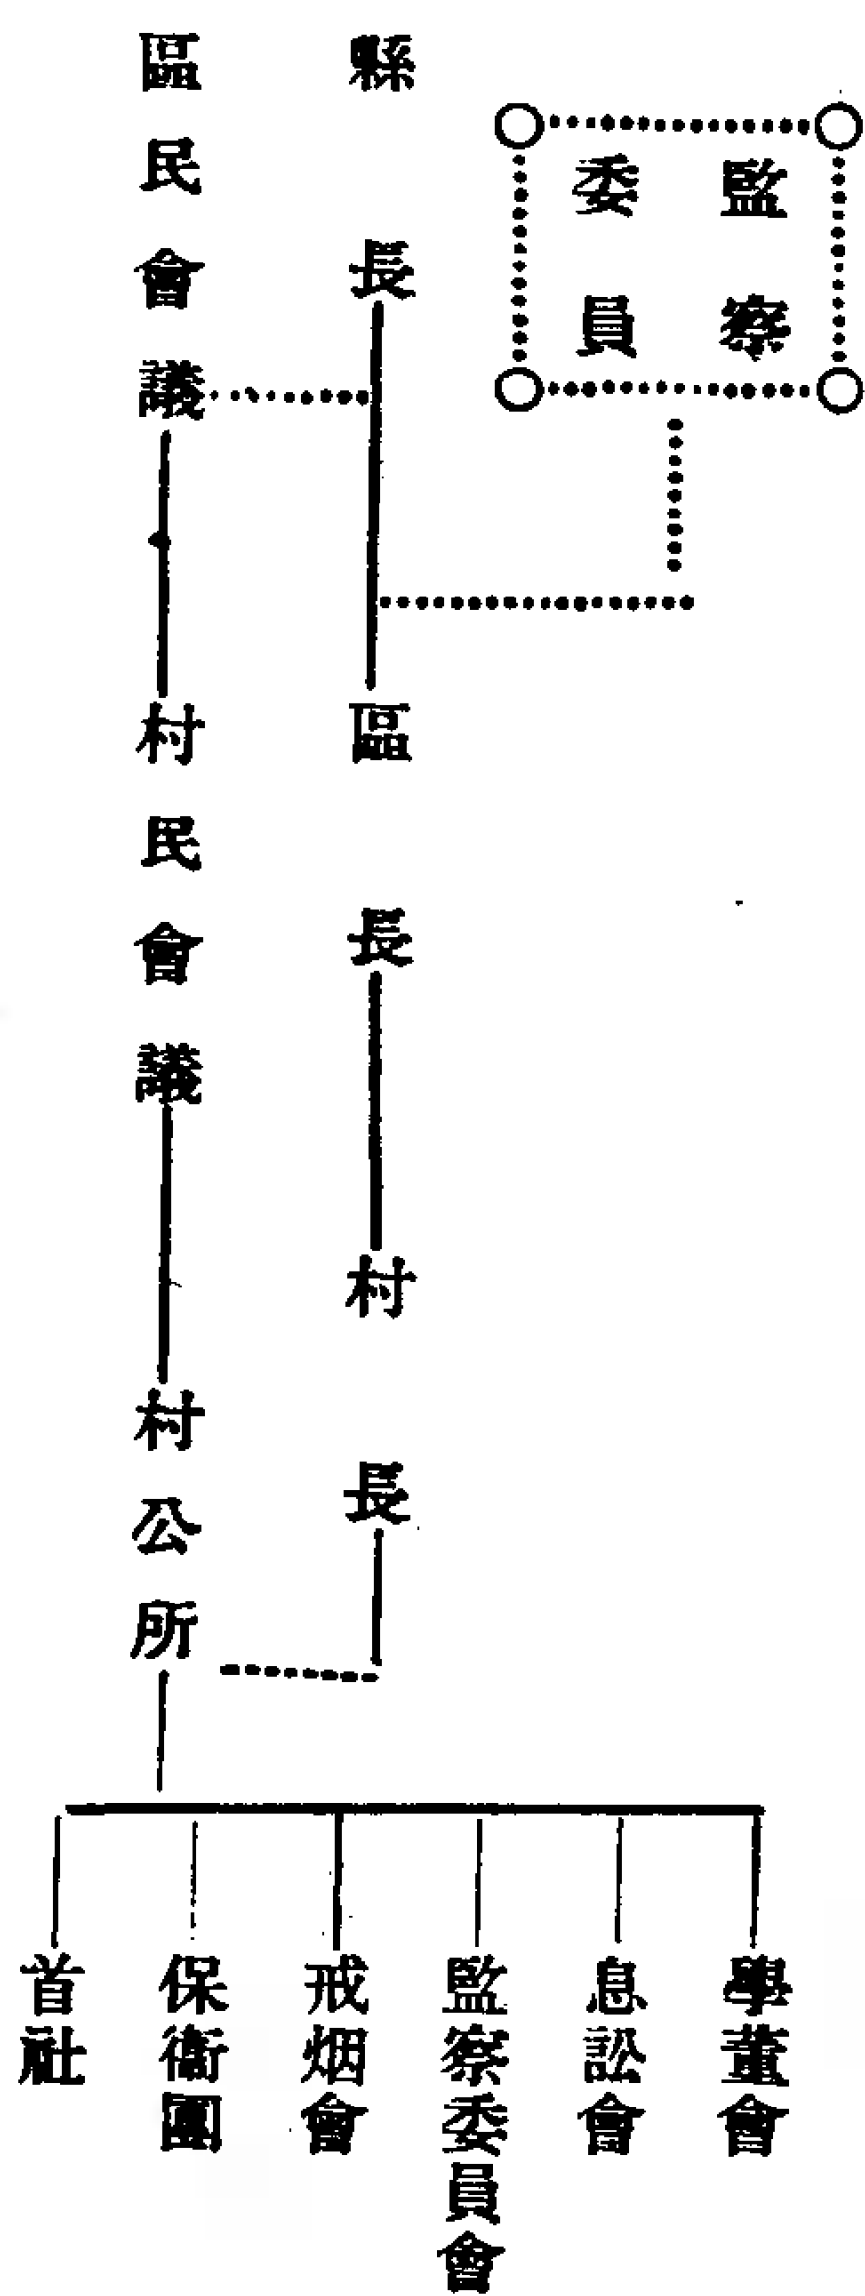 監察
委員
縣長
區長
村長
區民會議
村民會議
村公所
學董會
息訟會
監察委員會
戒烟會
保衛團
首社